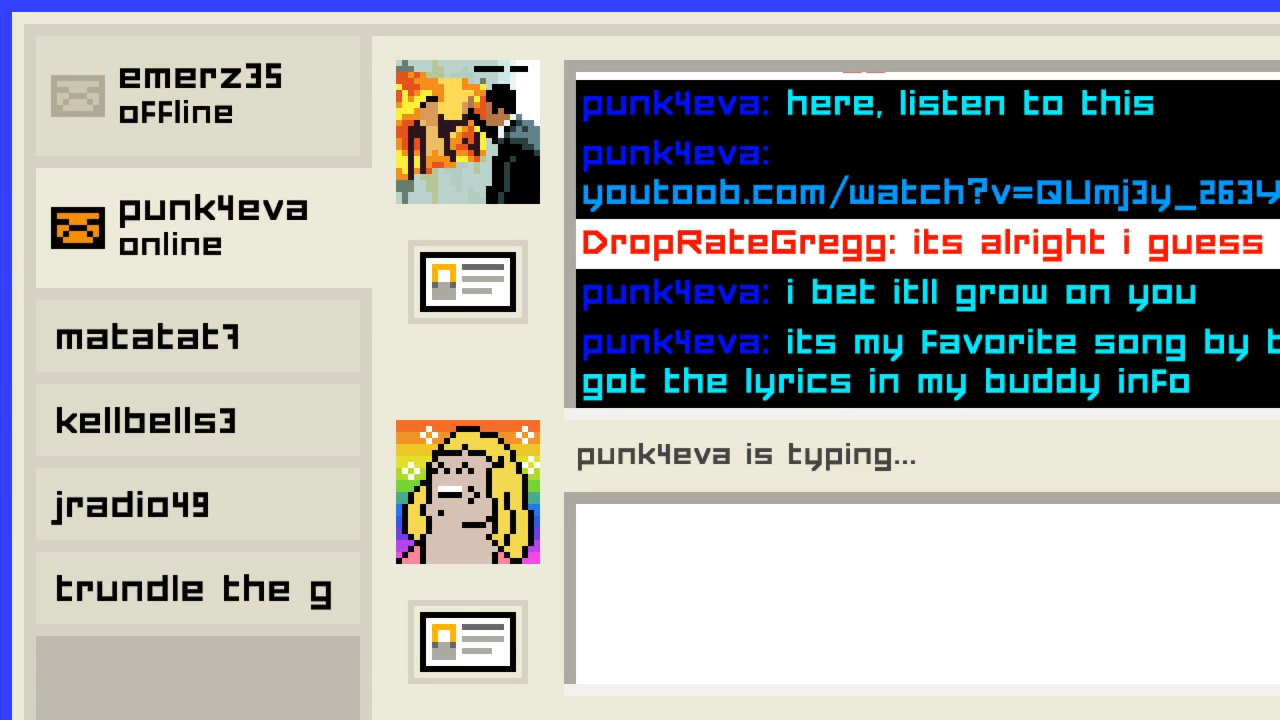 emerz35
offline
punk4eva
online
matatat7
kellbells3
jradio49
trundle the g
punk4eva: here, listen to this
punk4eva:
youtoob.com/watch?v=QUmj3y_2634
DropRateGregg: its alright i guess
punk4eva: i bet itll grow on you
punk4eva: its my favorite song by
got the lyrics in my buddy info
punk4eva is typing...